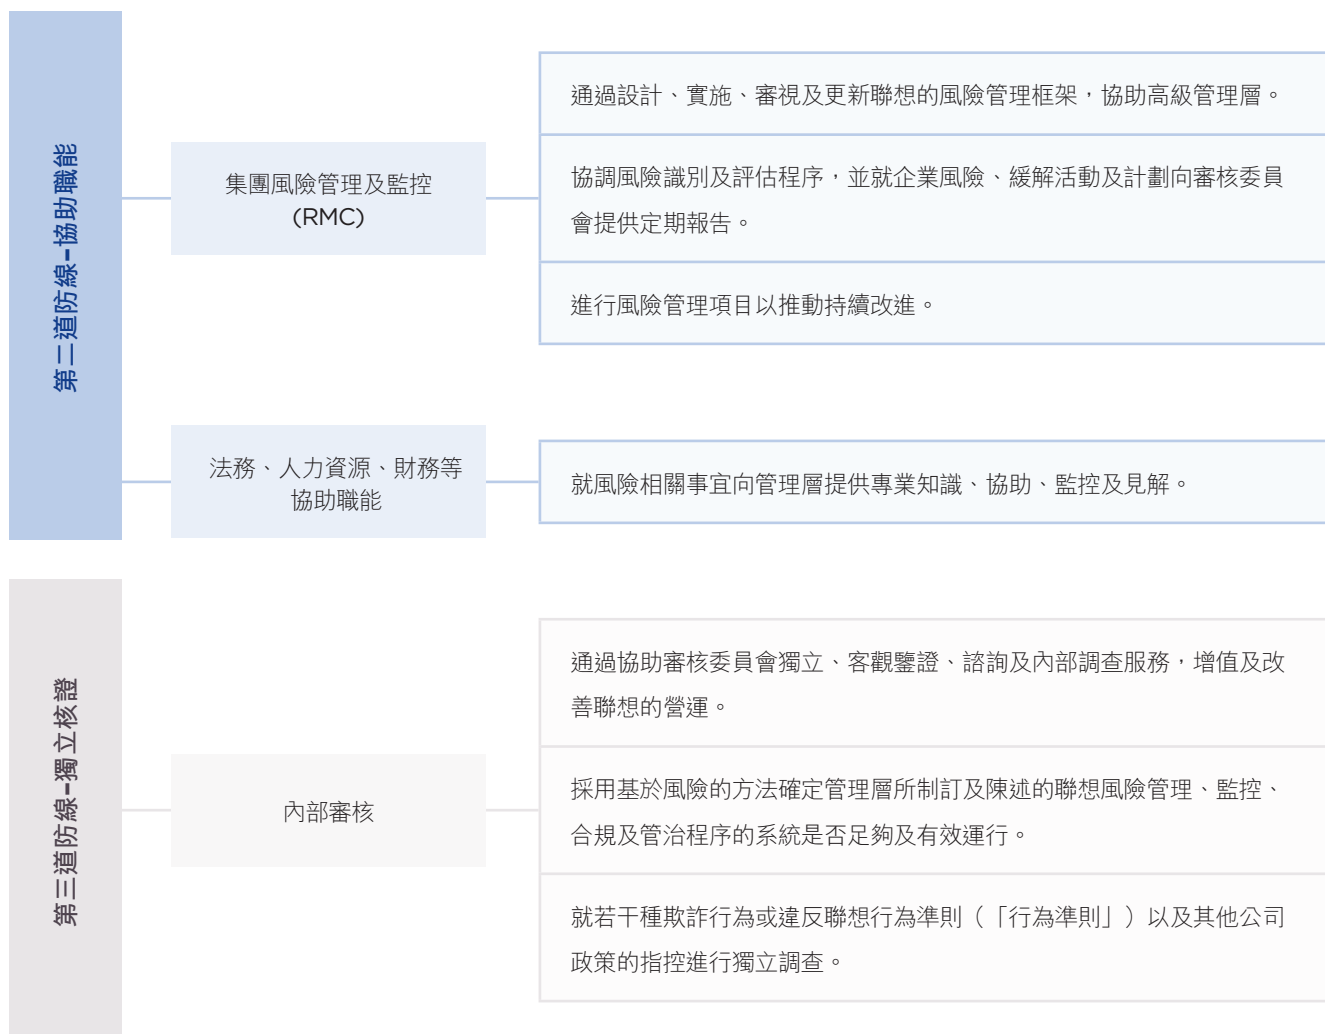 第二道防線–協助職能
集團風險管理及監控
(RMC)
通過設計、實施、審視及更新聯想的風險管理框架，協助高級管理層。
協調風險識別及評估程序，並就企業風險、緩解活動及計劃向審核委員
會提供定期報告。
進行風險管理項目以推動持續改進。
法務、人力資源、財務等
協助職能
就風險相關事宜向管理層提供專業知識、協助、監控及見解。
第三道防線–獨立核證
內部審核
通過協助審核委員會獨立、客觀鑒證、諮詢及內部調查服務，增值及改
善聯想的營運。
採用基於風險的方法確定管理層所制訂及陳述的聯想風險管理、監控、
合規及管治程序的系統是否足夠及有效運行。
就若干種欺詐行為或違反聯想行為準則（「行為準則」）以及其他公司
政策的指控進行獨立調查。